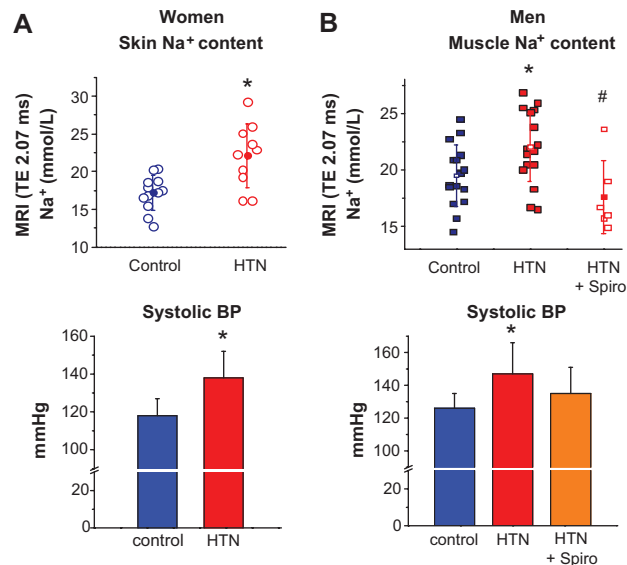 A
Women
Skin Na⁺ content
MRI (TE 2.07 ms)
Na⁺ (mmol/L)
35
30
25
20
15
10
*
Control
HTN
Systolic BP
mmHg
160
140
120
100
20
0
*
control
HTN
B
Men
Muscle Na⁺ content
MRI (TE 2.07 ms)
Na⁺ (mmol/L)
25
20
15
*
#
Control
HTN
HTN
+ Spiro
Systolic BP
mmHg
160
140
120
100
20
0
*
control
HTN
HTN
+ Spiro